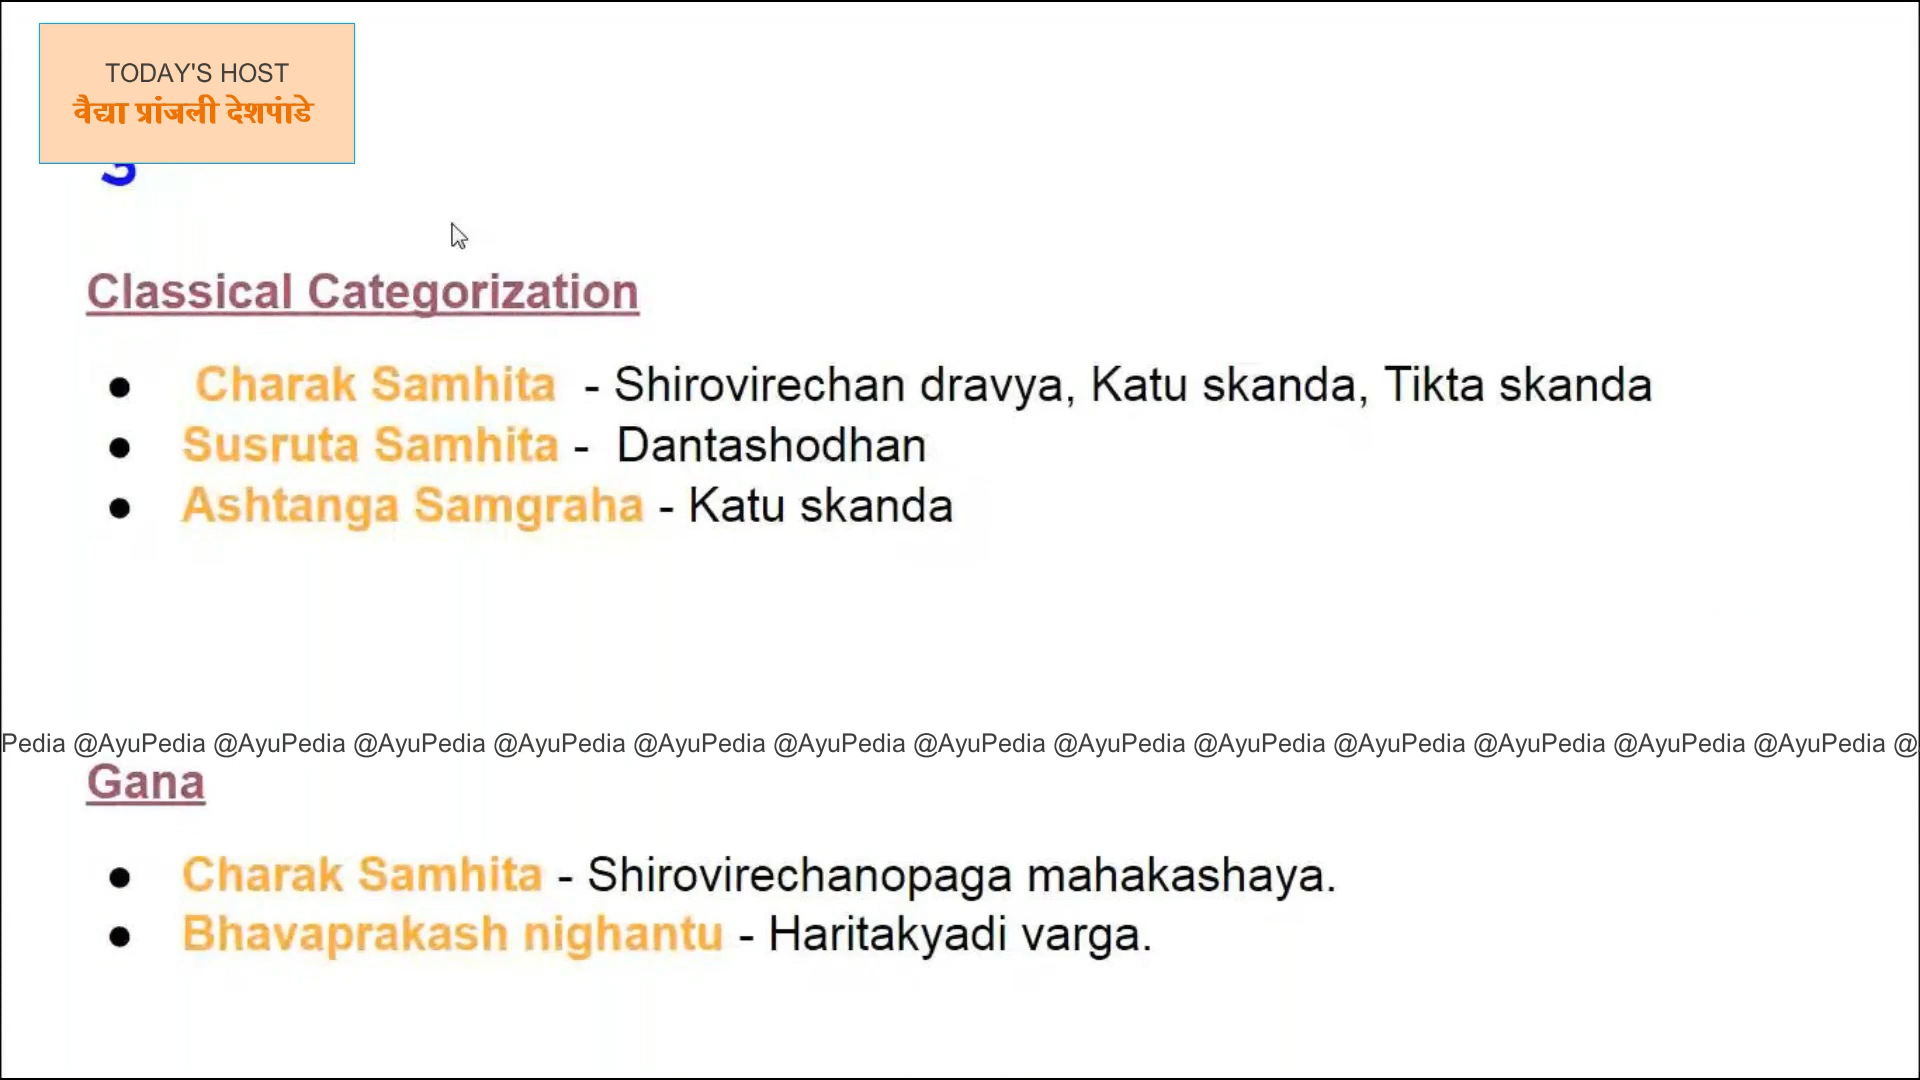 TODAY'S HOST
वैद्या प्रांजली देशपांडे
Classical Categorization
● Charak Samhita - Shirovirechan dravya, Katu skanda, Tikta skanda
● Susruta Samhita - Dantashodhan
● Ashtanga Samgraha - Katu skanda
Pedia @AyuPedia @AyuPedia @AyuPedia @AyuPedia @AyuPedia @AyuPedia @AyuPedia @AyuPedia @AyuPedia @AyuPedia @AyuPedia @AyuPedia @AyuPedia @
Gana
● Charak Samhita - Shirovirechanopaga mahakashaya.
● Bhavaprakash nighantu - Haritakyadi varga.